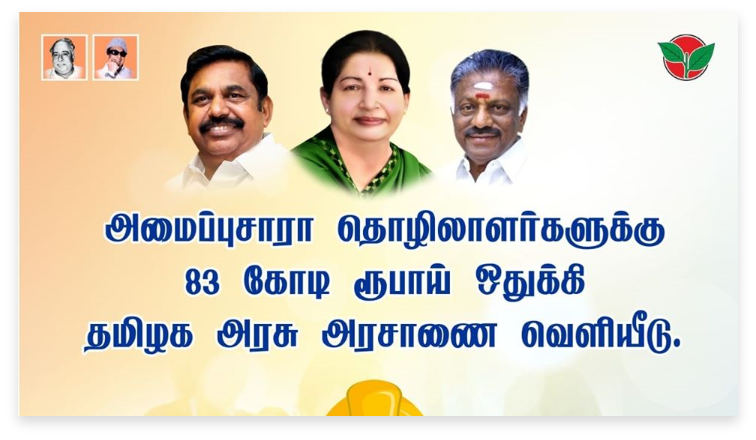 அமைப்புசாரா தொழிலாளர்களுக்கு
83 கோடி ரூபாய் ஒதுக்கி
தமிழக அரசு அரசாணை வெளியீடு.